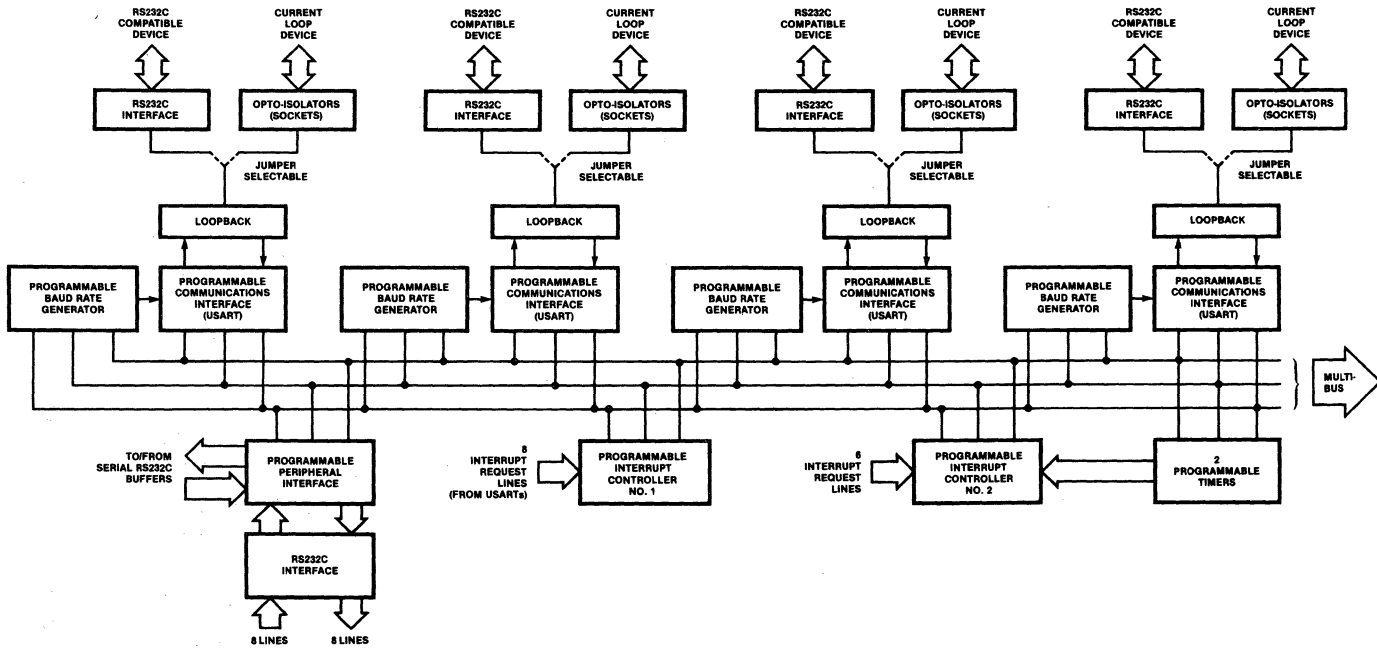 RS232C
COMPATIBLE
DEVICE
CURRENT
LOOP
DEVICE
RS232C
COMPATIBLE
DEVICE
CURRENT
LOOP
DEVICE
RS232C
COMPATIBLE
DEVICE
CURRENT
LOOP
DEVICE
RS232C
COMPATIBLE
DEVICE
CURRENT
LOOP
DEVICE
RS232C
INTERFACE
OPTO-ISOLATORS
(SOCKETS)
RS232C
INTERFACE
OPTO-ISOLATORS
(SOCKETS)
RS232C
INTERFACE
OPTO-ISOLATORS
(SOCKETS)
RS232C
INTERFACE
OPTO-ISOLATORS
(SOCKETS)
JUMPER
SELECTABLE
JUMPER
SELECTABLE
JUMPER
SELECTABLE
JUMPER
SELECTABLE
LOOPBACK
LOOPBACK
LOOPBACK
LOOPBACK
PROGRAMMABLE
BAUD RATE
GENERATOR
PROGRAMMABLE
COMMUNICATIONS
INTERFACE
(USART)
PROGRAMMABLE
BAUD RATE
GENERATOR
PROGRAMMABLE
COMMUNICATIONS
INTERFACE
(USART)
PROGRAMMABLE
BAUD RATE
GENERATOR
PROGRAMMABLE
COMMUNICATIONS
INTERFACE
(USART)
PROGRAMMABLE
BAUD RATE
GENERATOR
PROGRAMMABLE
COMMUNICATIONS
INTERFACE
(USART)
MULTI-
BUS
TO/FROM
SERIAL RS232C
BUFFERS
PROGRAMMABLE
PERIPHERAL
INTERFACE
8
INTERRUPT
REQUEST
LINES
(FROM USARTs)
PROGRAMMABLE
INTERRUPT
CONTROLLER
NO. 1
6
INTERRUPT
REQUEST
LINES
PROGRAMMABLE
INTERRUPT
CONTROLLER
NO. 2
2
PROGRAMMABLE
TIMERS
RS232C
INTERFACE
8 LINES
8 LINES